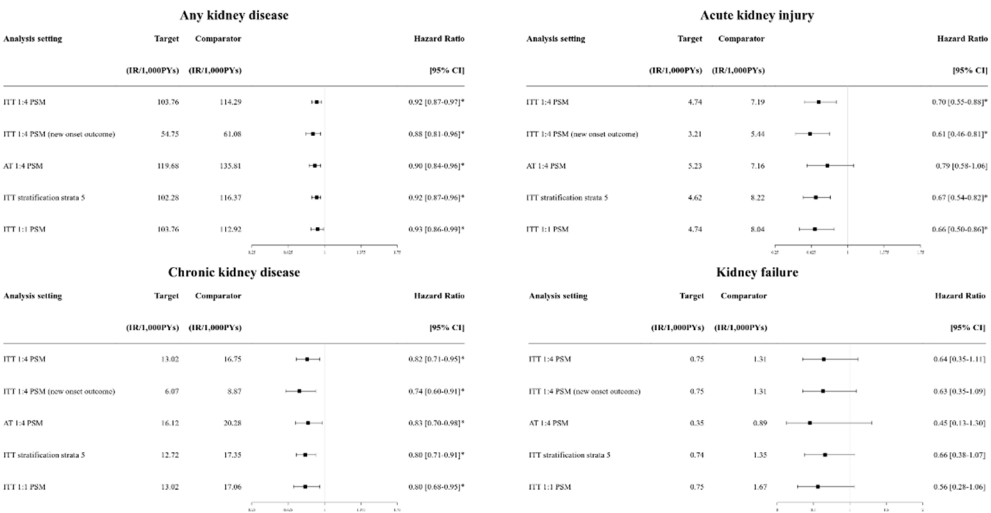 Any kidney disease
Analysis setting Target Comparator Hazard Ratio
(IR/1,000PYs) (IR/1,000PYs) [95% CI]
ITT 1:4 PSM 103.76 114.29 0.92 [0.87-0.97]*
ITT 1:4 PSM (new onset outcome) 54.75 61.08 0.88 [0.81-0.96]*
AT 1:4 PSM 119.68 135.81 0.90 [0.84-0.96]*
ITT stratification strata 5 102.28 116.37 0.92 [0.87-0.96]*
ITT 1:1 PSM 103.76 112.92 0.93 [0.86-0.99]*
Acute kidney injury
Analysis setting Target Comparator Hazard Ratio
(IR/1,000PYs) (IR/1,000PYs) [95% CI]
ITT 1:4 PSM 4.74 7.19 0.70 [0.55-0.88]*
ITT 1:4 PSM (new onset outcome) 3.21 5.44 0.61 [0.46-0.81]*
AT 1:4 PSM 5.23 7.16 0.79 [0.58-1.06]
ITT stratification strata 5 4.62 8.22 0.67 [0.54-0.82]*
ITT 1:1 PSM 4.74 8.04 0.66 [0.50-0.86]*
Chronic kidney disease
Analysis setting Target Comparator Hazard Ratio
(IR/1,000PYs) (IR/1,000PYs) [95% CI]
ITT 1:4 PSM 13.02 16.75 0.82 [0.71-0.95]*
ITT 1:4 PSM (new onset outcome) 6.07 8.87 0.74 [0.60-0.91]*
AT 1:4 PSM 16.12 20.28 0.83 [0.70-0.98]*
ITT stratification strata 5 12.72 17.35 0.80 [0.71-0.91]*
ITT 1:1 PSM 13.02 17.06 0.80 [0.68-0.95]*
Kidney failure
Analysis setting Target Comparator Hazard Ratio
(IR/1,000PYs) (IR/1,000PYs) [95% CI]
ITT 1:4 PSM 0.75 1.31 0.64 [0.35-1.11]
ITT 1:4 PSM (new onset outcome) 0.75 1.31 0.63 [0.35-1.09]
AT 1:4 PSM 0.35 0.89 0.45 [0.13-1.30]
ITT stratification strata 5 0.74 1.35 0.66 [0.38-1.07]
ITT 1:1 PSM 0.75 1.67 0.56 [0.28-1.06]